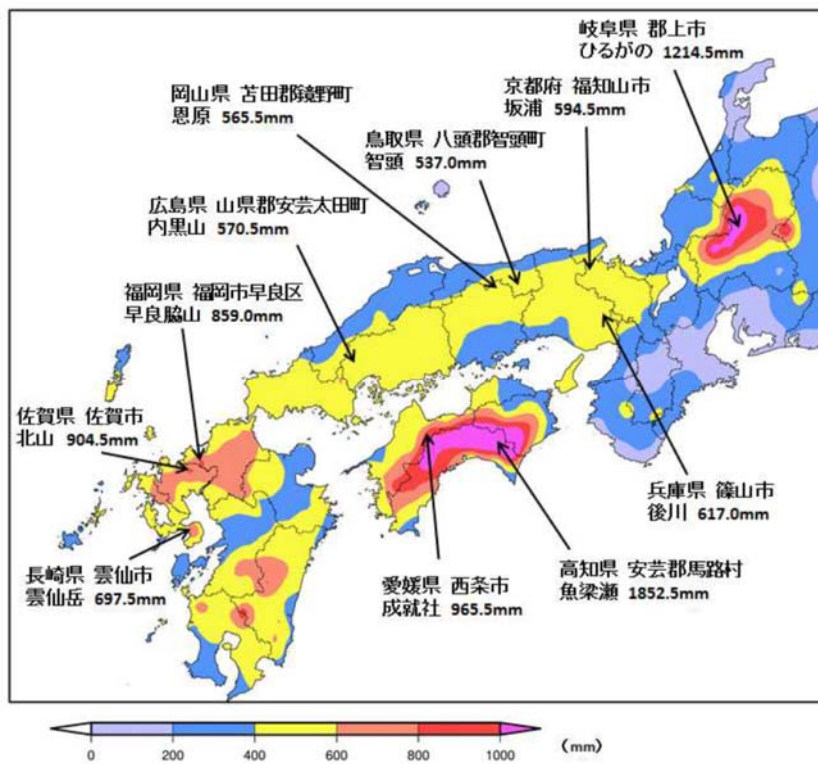 岐阜県 郡上市
ひるがの 1214.5mm
岡山県 苫田郡鏡野町
恩原 565.5mm
京都府 福知山市
坂浦 594.5mm
鳥取県 八頭郡智頭町
智頭 537.0mm
広島県 山県郡安芸太田町
内黒山 570.5mm
福岡県 福岡市早良区
早良脇山 859.0mm
佐賀県 佐賀市
北山 904.5mm
長崎県 雲仙市
雲仙岳 697.5mm
愛媛県 西条市
成就社 965.5mm
高知県 安芸郡馬路村
魚梁瀬 1852.5mm
兵庫県 篠山市
後川 617.0mm
0 200 400 600 800 1000 (mm)